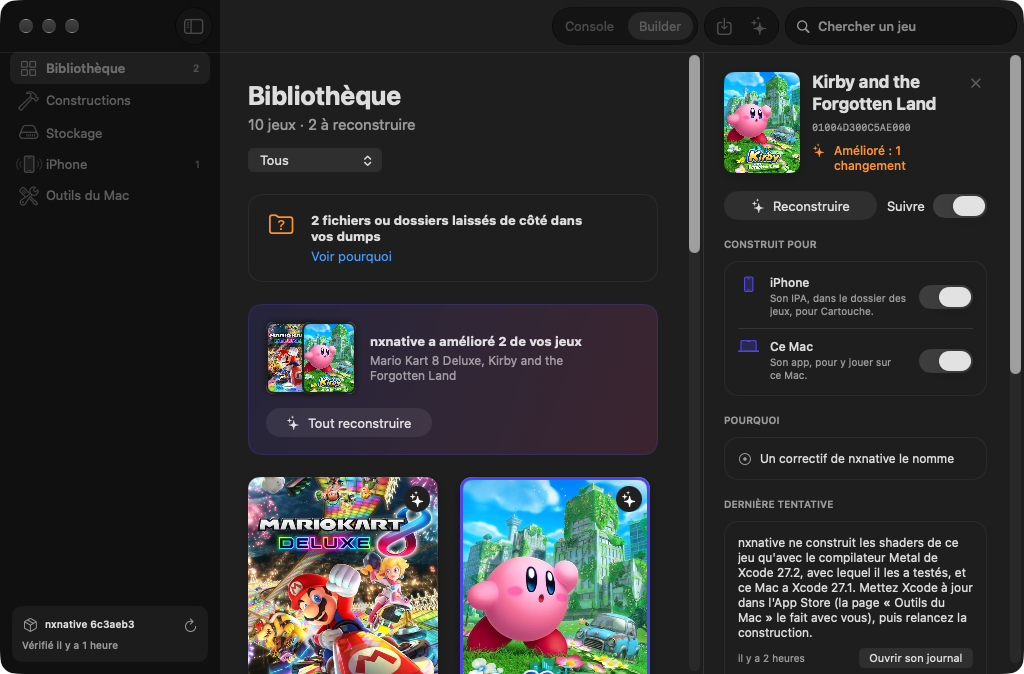 Console
Builder
Chercher un jeu
Bibliothèque
2
Constructions
Stockage
iPhone
1
Outils du Mac
nxnative 6c3aeb3
Vérifié il y a 1 heure
Bibliothèque
10 jeux · 2 à reconstruire
Tous
2 fichiers ou dossiers laissés de côté dans
vos dumps
Voir pourquoi
nxnative a amélioré 2 de vos jeux
Mario Kart 8 Deluxe, Kirby and the
Forgotten Land
Tout reconstruire
MARIOKART 8
DELUXE
Kirby and the
Forgotten Land
01004D300C5AE000
Amélioré : 1
changement
Reconstruire
Suivre
CONSTRUIT POUR
iPhone
Son IPA, dans le dossier des
jeux, pour Cartouche.
Ce Mac
Son app, pour y jouer sur
ce Mac.
POURQUOI
Un correctif de nxnative le nomme
DERNIÈRE TENTATIVE
nxnative ne construit les shaders de ce
jeu qu'avec le compilateur Metal de
Xcode 27.2, avec lequel il les a testés, et
ce Mac a Xcode 27.1. Mettez Xcode à jour
dans l'App Store (la page « Outils du
Mac » le fait avec vous), puis relancez la
construction.
il y a 2 heures
Ouvrir son journal